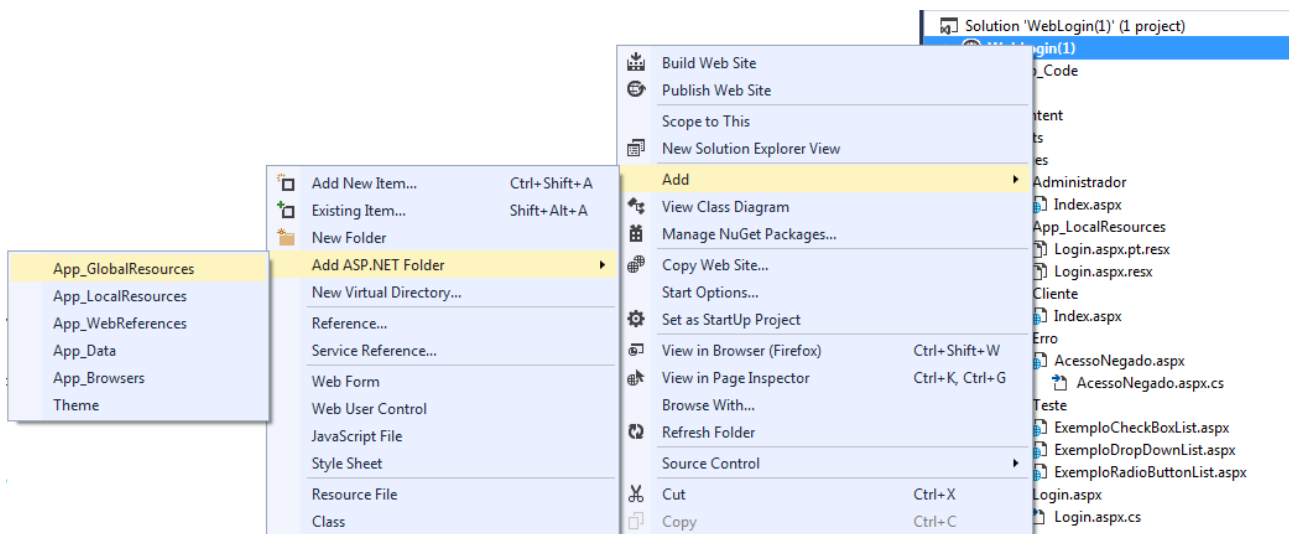 Solution 'WebLogin(1)' (1 project)
WebLogin(1)
_Code
tent
ts
es
Administrador
Index.aspx
App_LocalResources
Login.aspx.pt.resx
Login.aspx.resx
Cliente
Index.aspx
Erro
AcessoNegado.aspx
AcessoNegado.aspx.cs
Teste
ExemploCheckBoxList.aspx
ExemploDropDownList.aspx
ExemploRadioButtonList.aspx
Login.aspx
Login.aspx.cs
Build Web Site
Publish Web Site
Scope to This
New Solution Explorer View
Add
View Class Diagram
Manage NuGet Packages...
Copy Web Site...
Start Options...
Set as StartUp Project
View in Browser (Firefox) Ctrl+Shift+W
View in Page Inspector Ctrl+K, Ctrl+G
Browse With...
Refresh Folder
Source Control
Cut Ctrl+X
Copy Ctrl+C
Add New Item... Ctrl+Shift+A
Existing Item... Shift+Alt+A
New Folder
Add ASP.NET Folder
New Virtual Directory...
Reference...
Service Reference...
Web Form
Web User Control
JavaScript File
Style Sheet
Resource File
Class
App_GlobalResources
App_LocalResources
App_WebReferences
App_Data
App_Browsers
Theme